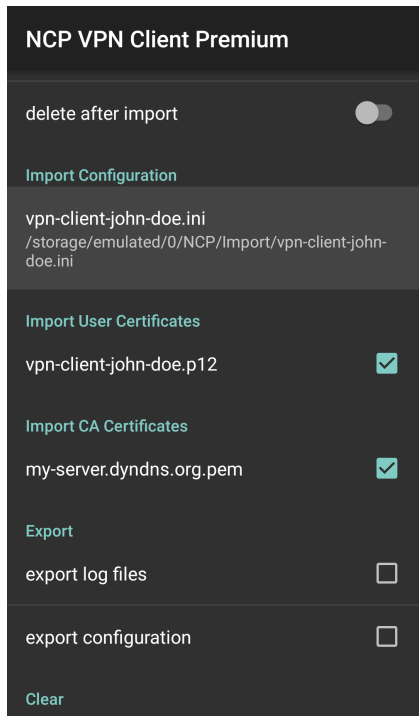 NCP VPN Client Premium
delete after import
Import Configuration
vpn-client-john-doe.ini
/storage/emulated/0/NCP/Import/vpn-client-john-
doe.ini
Import User Certificates
vpn-client-john-doe.p12
Import CA Certificates
my-server.dyndns.org.pem
Export
export log files
export configuration
Clear